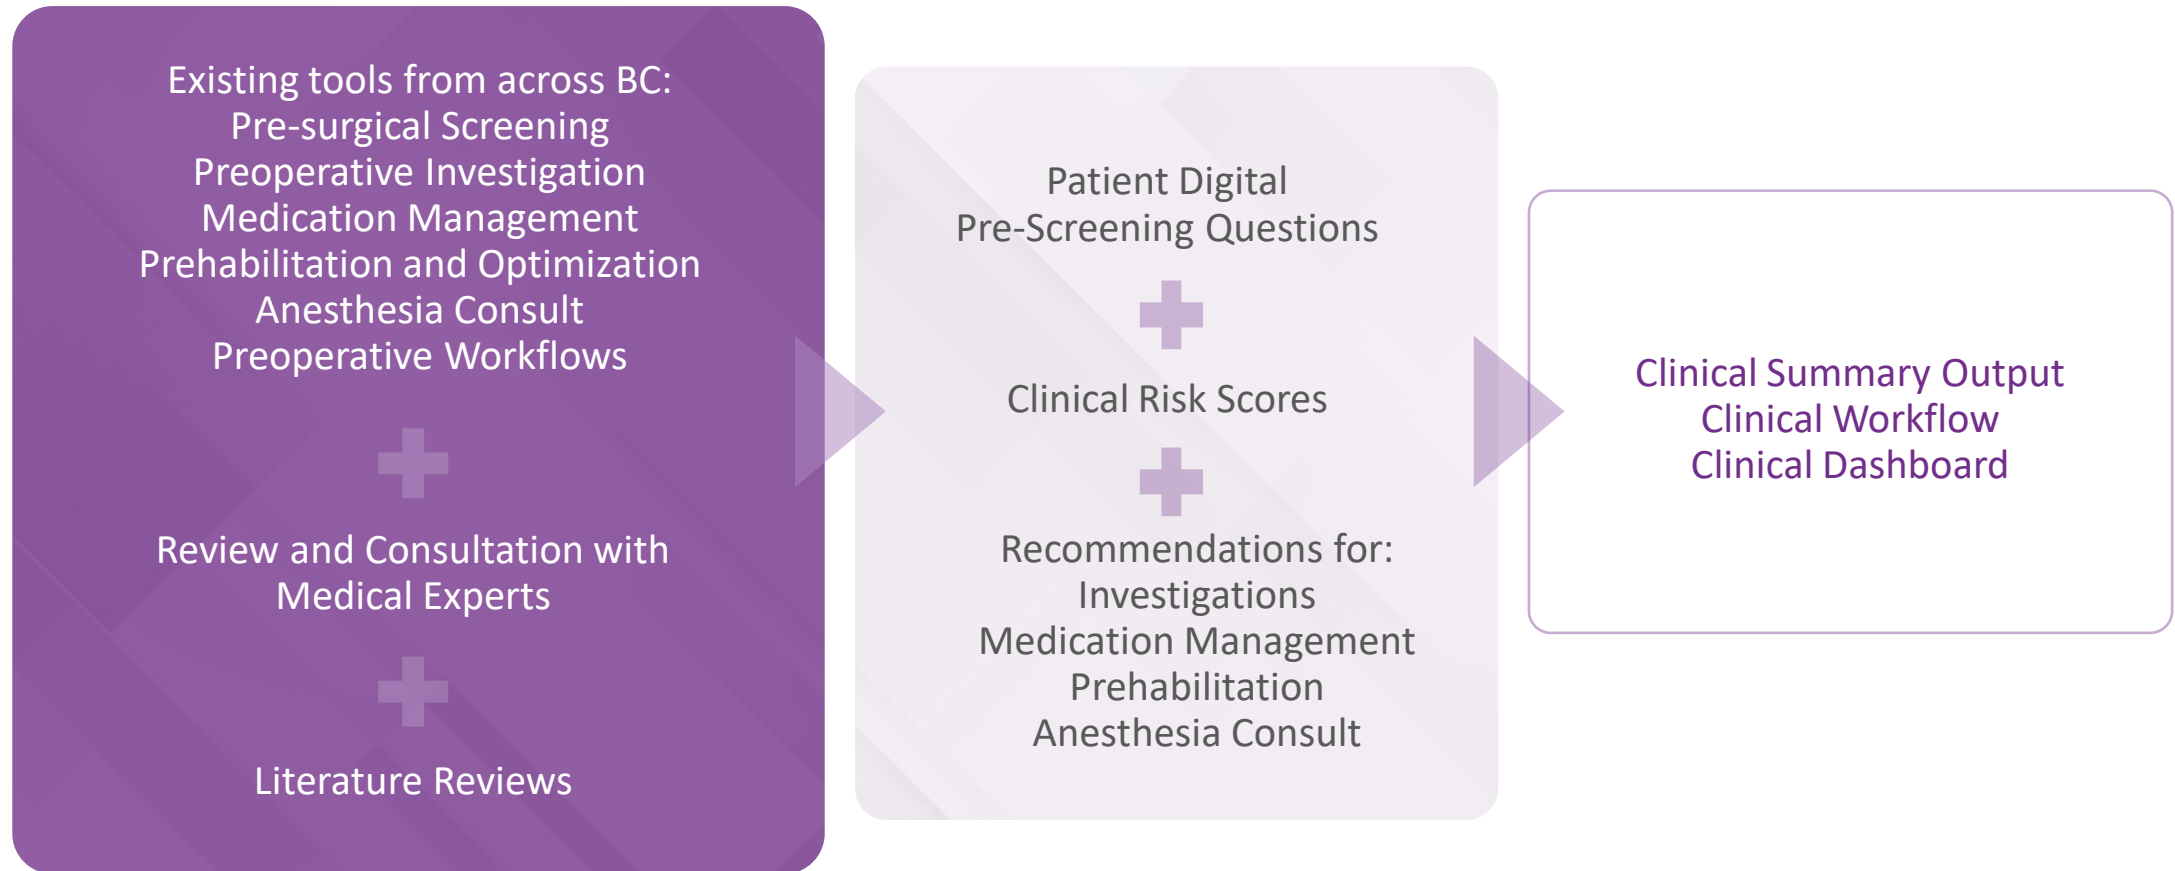 Existing tools from across BC:
Pre-surgical Screening
Preoperative Investigation
Medication Management
Prehabilitation and Optimization
Anesthesia Consult
Preoperative Workflows
Review and Consultation with
Medical Experts
Literature Reviews
Patient Digital
Pre-Screening Questions
Clinical Risk Scores
Recommendations for:
Investigations
Medication Management
Prehabilitation
Anesthesia Consult
Clinical Summary Output
Clinical Workflow
Clinical Dashboard